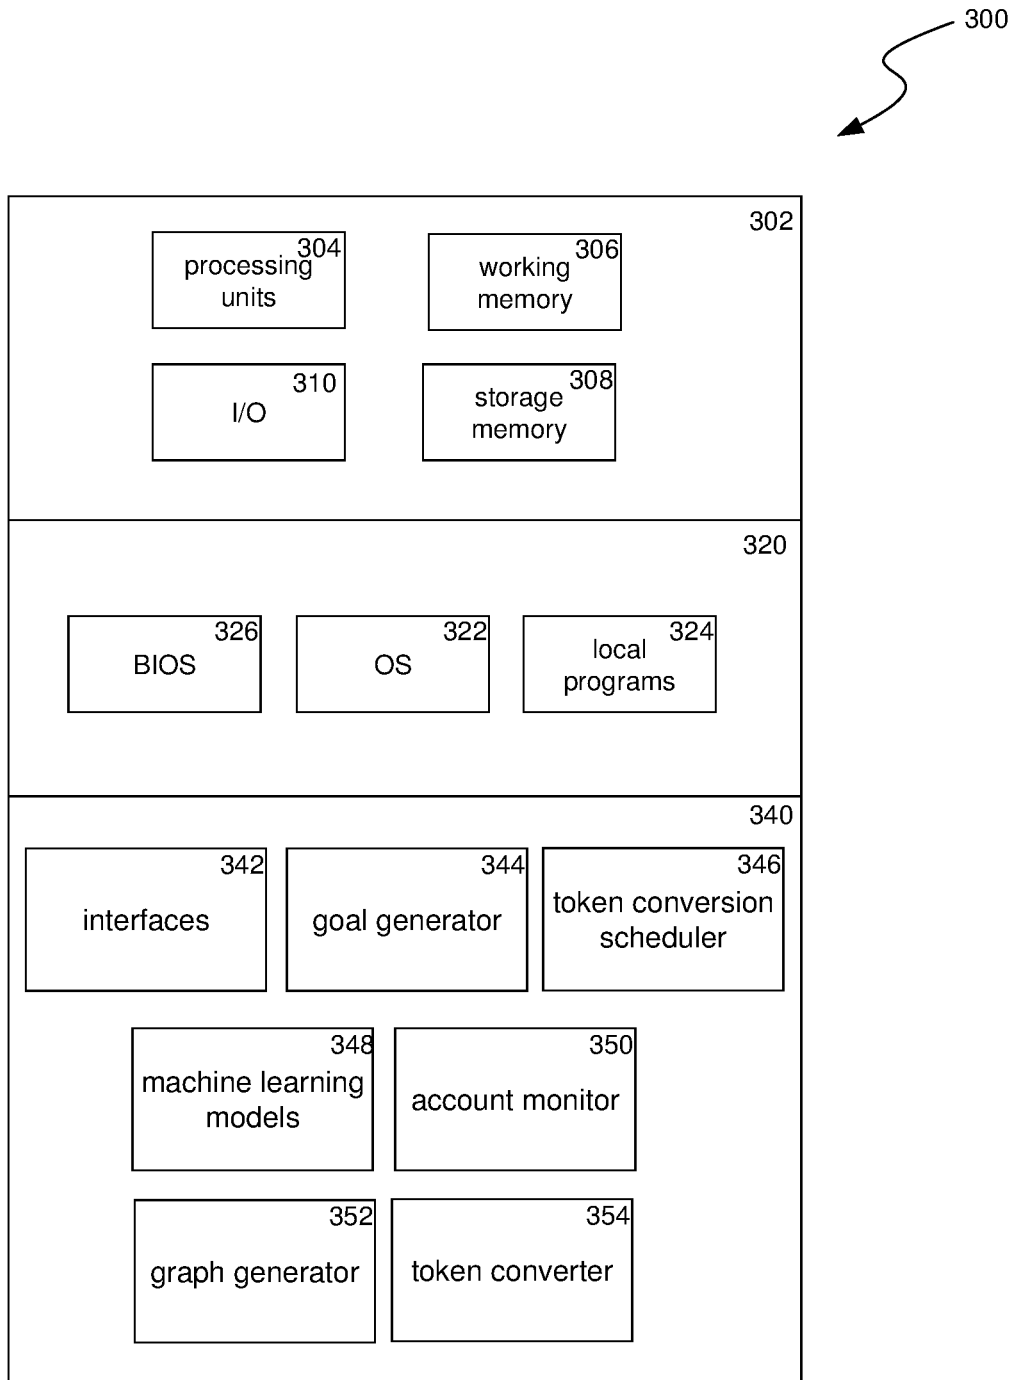 300
302
304
processing
units
306
working
memory
310
I/O
308
storage
memory
320
326
BIOS
322
OS
324
local
programs
340
342
interfaces
344
goal generator
346
token conversion
scheduler
348
machine learning
models
350
account monitor
352
graph generator
354
token converter